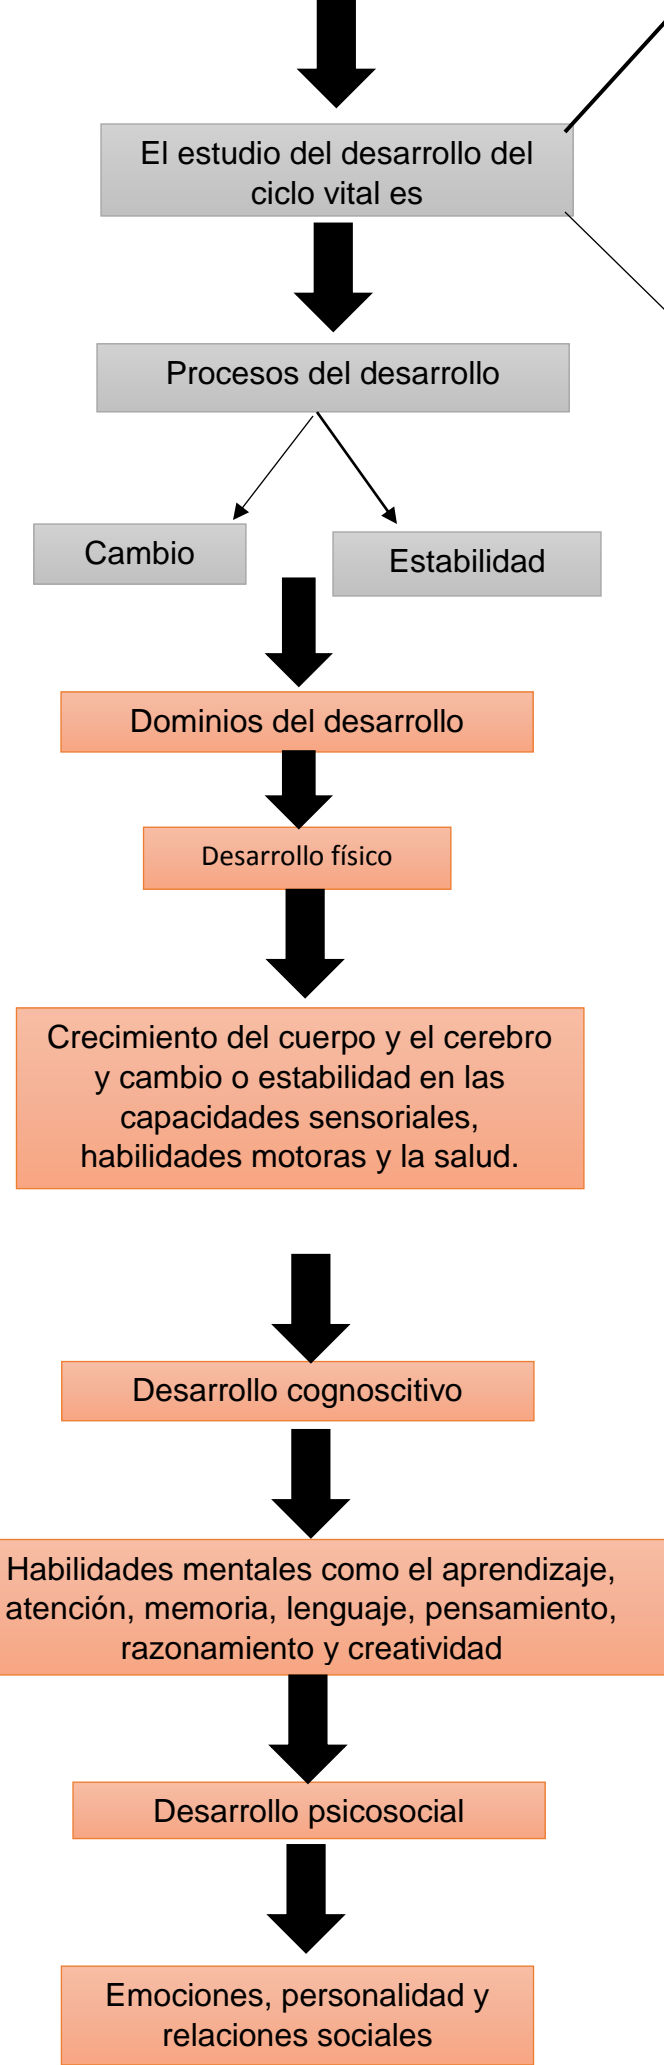 El estudio del desarrollo del
ciclo vital es
Procesos del desarrollo
Cambio
Estabilidad
Dominios del desarrollo
Desarrollo físico
Crecimiento del cuerpo y el cerebro
y cambio o estabilidad en las
capacidades sensoriales,
habilidades motoras y la salud.
Desarrollo cognoscitivo
Habilidades mentales como el aprendizaje,
atención, memoria, lenguaje, pensamiento,
razonamiento y creatividad
Desarrollo psicosocial
Emociones, personalidad y
relaciones sociales